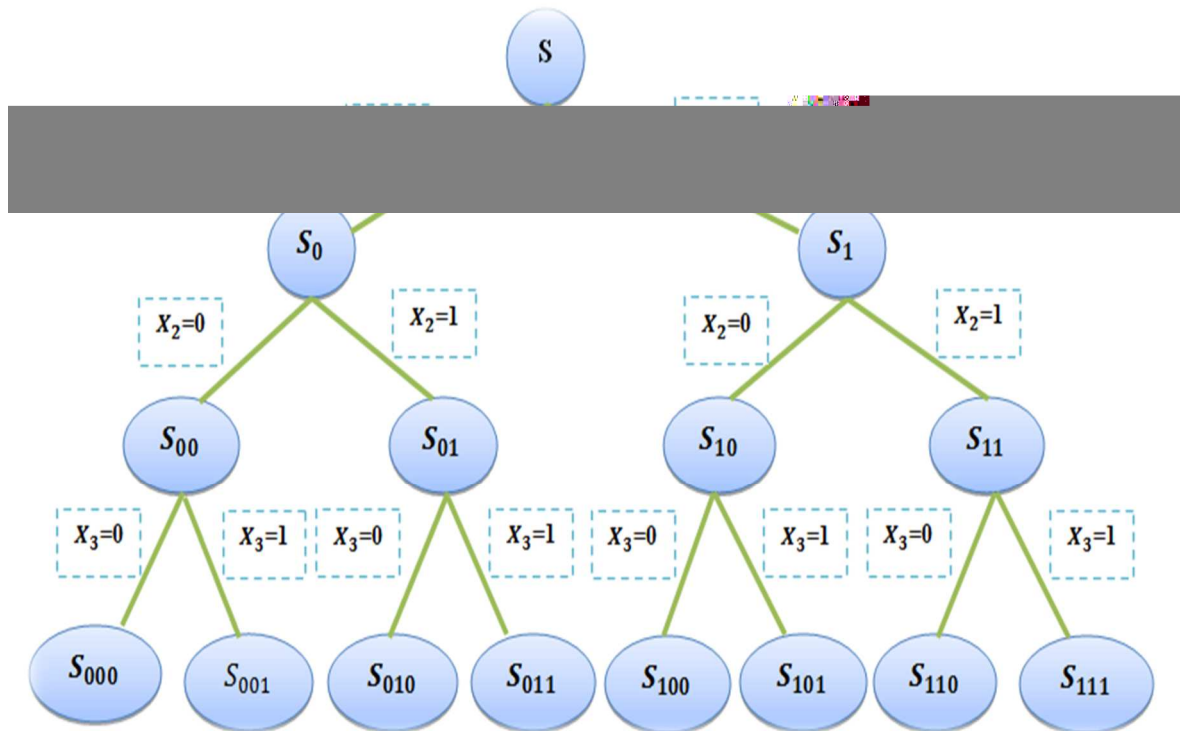 S
S₀ S₁
X₂=0 X₂=1 X₂=0 X₂=1
S₀₀ S₀₁ S₁₀ S₁₁
X₃=0 X₃=1 X₃=0 X₃=1 X₃=0 X₃=1 X₃=0 X₃=1
S₀₀₀ S₀₀₁ S₀₁₀ S₀₁₁ S₁₀₀ S₁₀₁ S₁₁₀ S₁₁₁